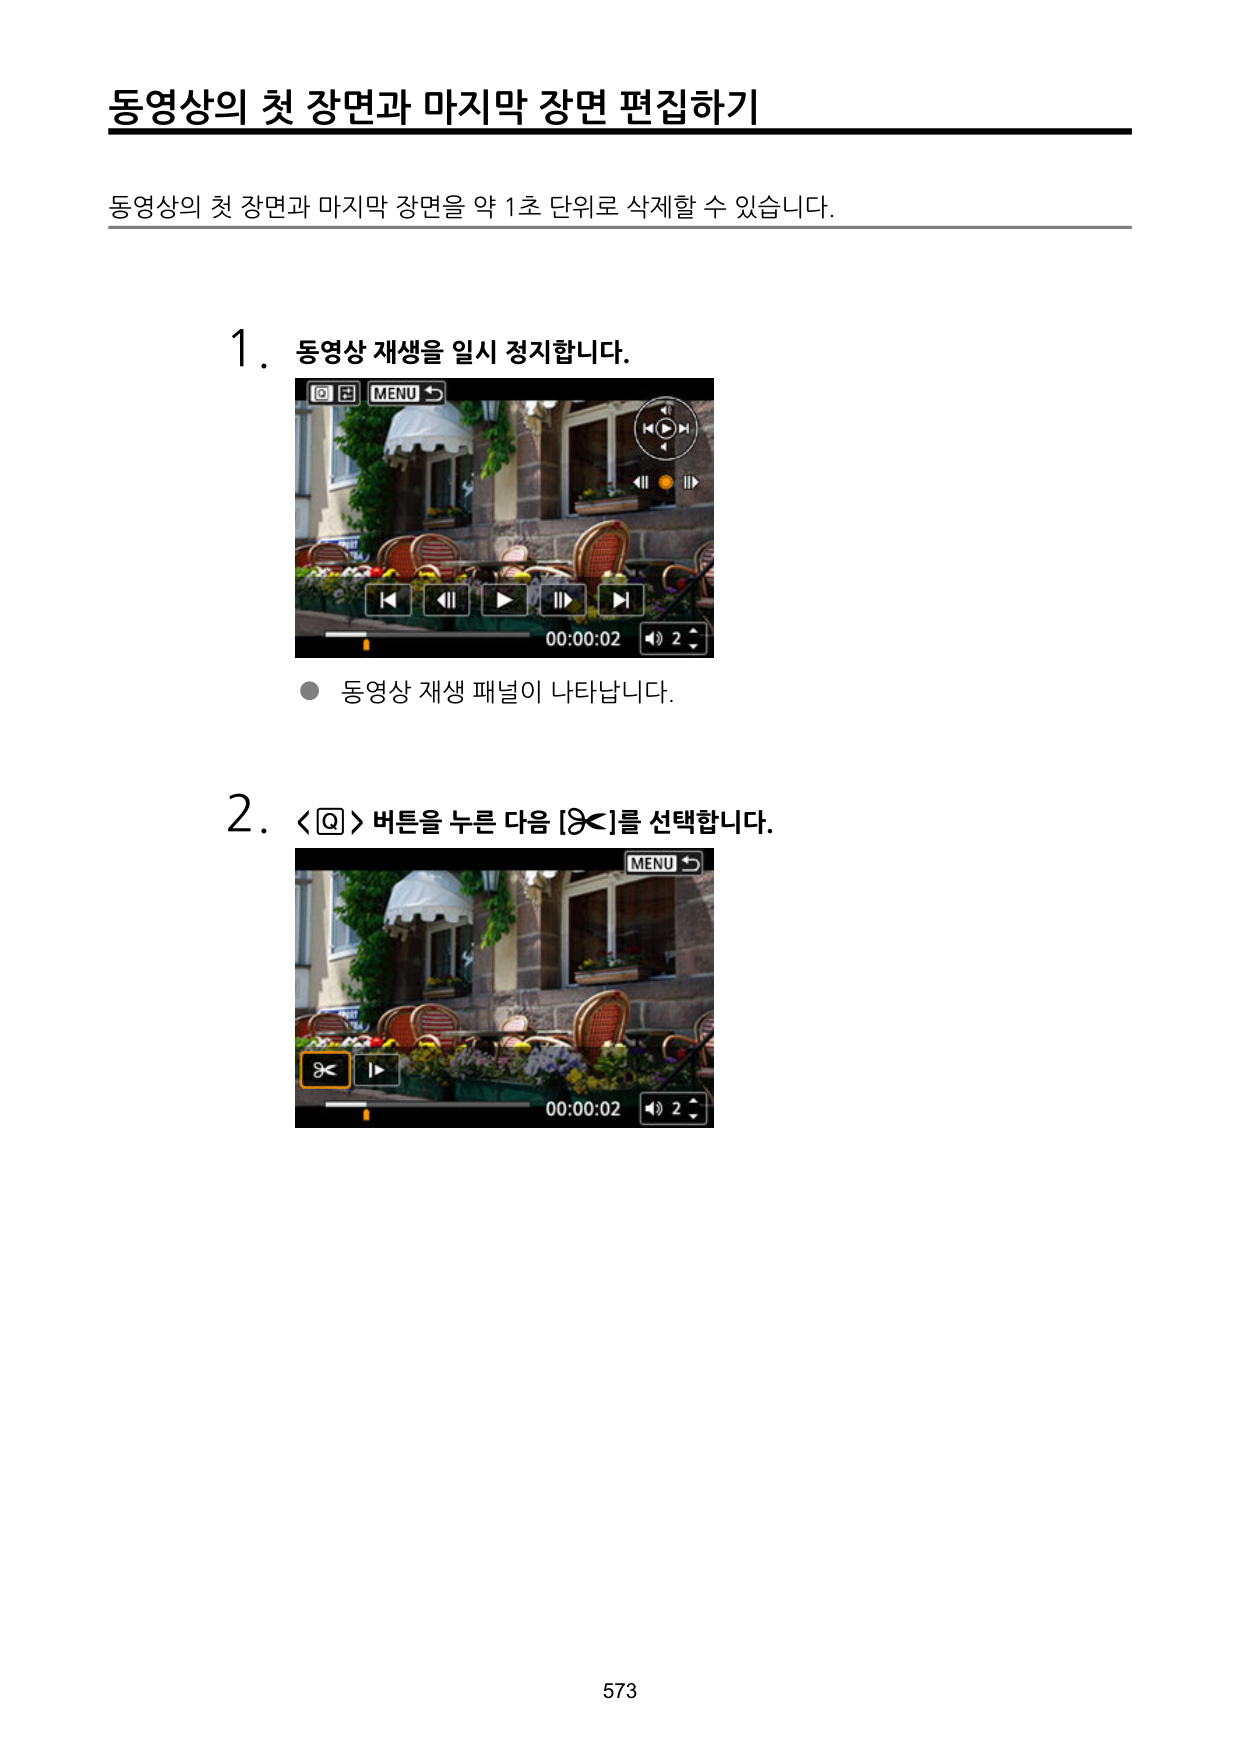 동영상의 첫 장면과 마지막 장면 편집하기
동영상의 첫 장면과 마지막 장면을 약 1초 단위로 삭제할 수 있습니다.
1. 동영상 재생을 일시 정지합니다.
Q MENU
00:00:02 2
● 동영상 재생 패널이 나타납니다.
2. <Q> 버튼을 누른 다음 [✂]를 선택합니다.
MENU
00:00:02 2
573